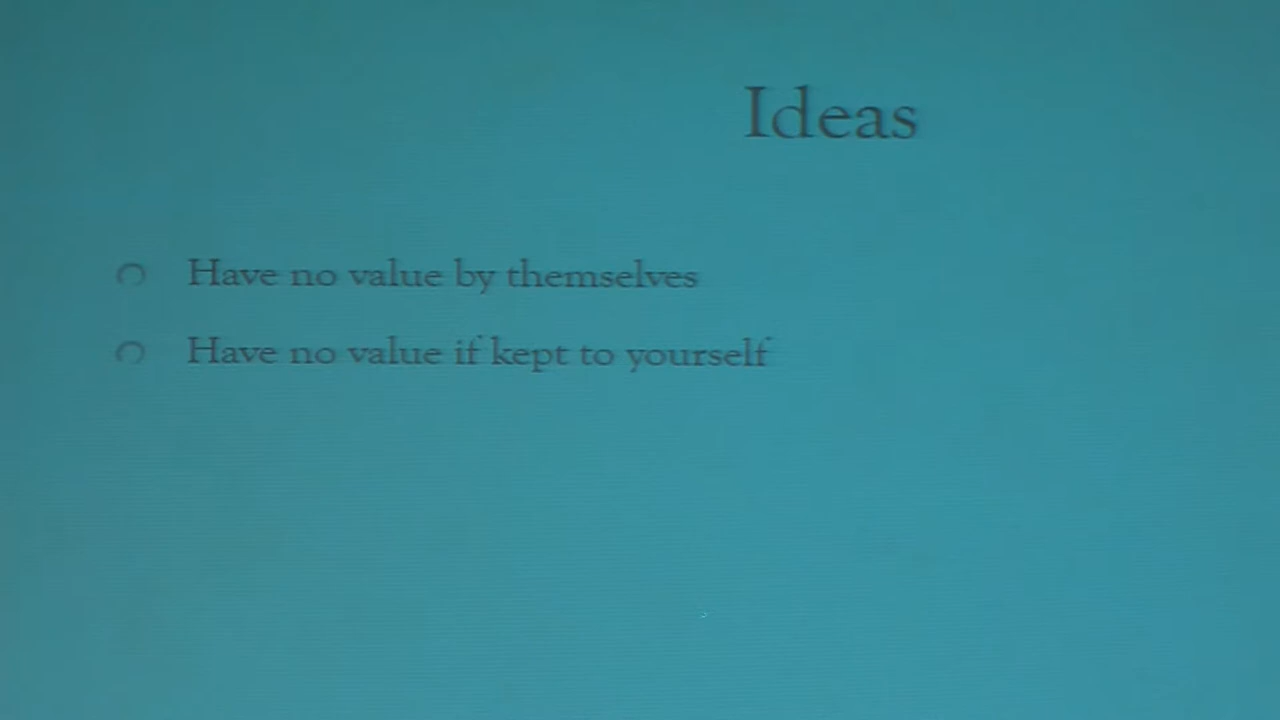 Ideas
Have no value by themselves
Have no value if kept to yourself